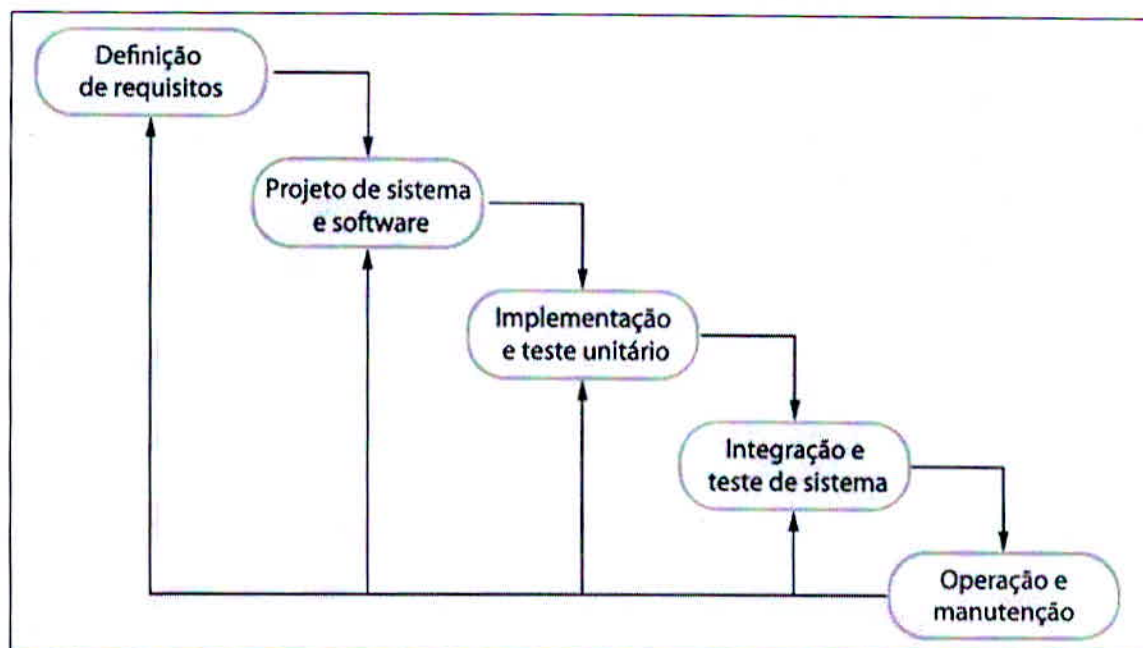 Definição
de requisitos
Projeto de sistema
e software
Implementação
e teste unitário
Integração e
teste de sistema
Operação e
manutenção